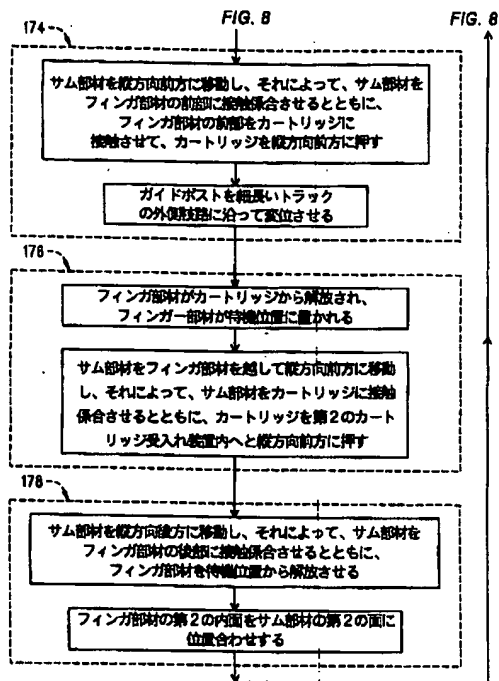 FIG. 8
FIG. 8
174
サム部材を縦方向前方に移動し、それによって、サム部材を
フィンガ部材の前部に接触係合させるとともに、
フィンガ部材の前部をカートリッジに
接触させて、カートリッジを縦方向前方に押す
ガイドポストを細長いトラック
の外側技路に沿って変位させる
176
フィンガ部材がカートリッジから解放され、
フィンガー部材が待機位置に置かれる
サム部材をフィンガ部材を越して縦方向前方に移動
し、それによって、サム部材をカートリッジに接触
係合させるとともに、カートリッジを第2のカート
リッジ受入れ装置内へと縦方向前方に押す
178
サム部材を縦方向後方に移動し、それによって、サム部材を
フィンガ部材の後部に接触係合させるとともに、
フィンガ部材を待機位置から解放させる
フィンガ部材の第2の内面をサム部材の第2の面に
位置合わせする